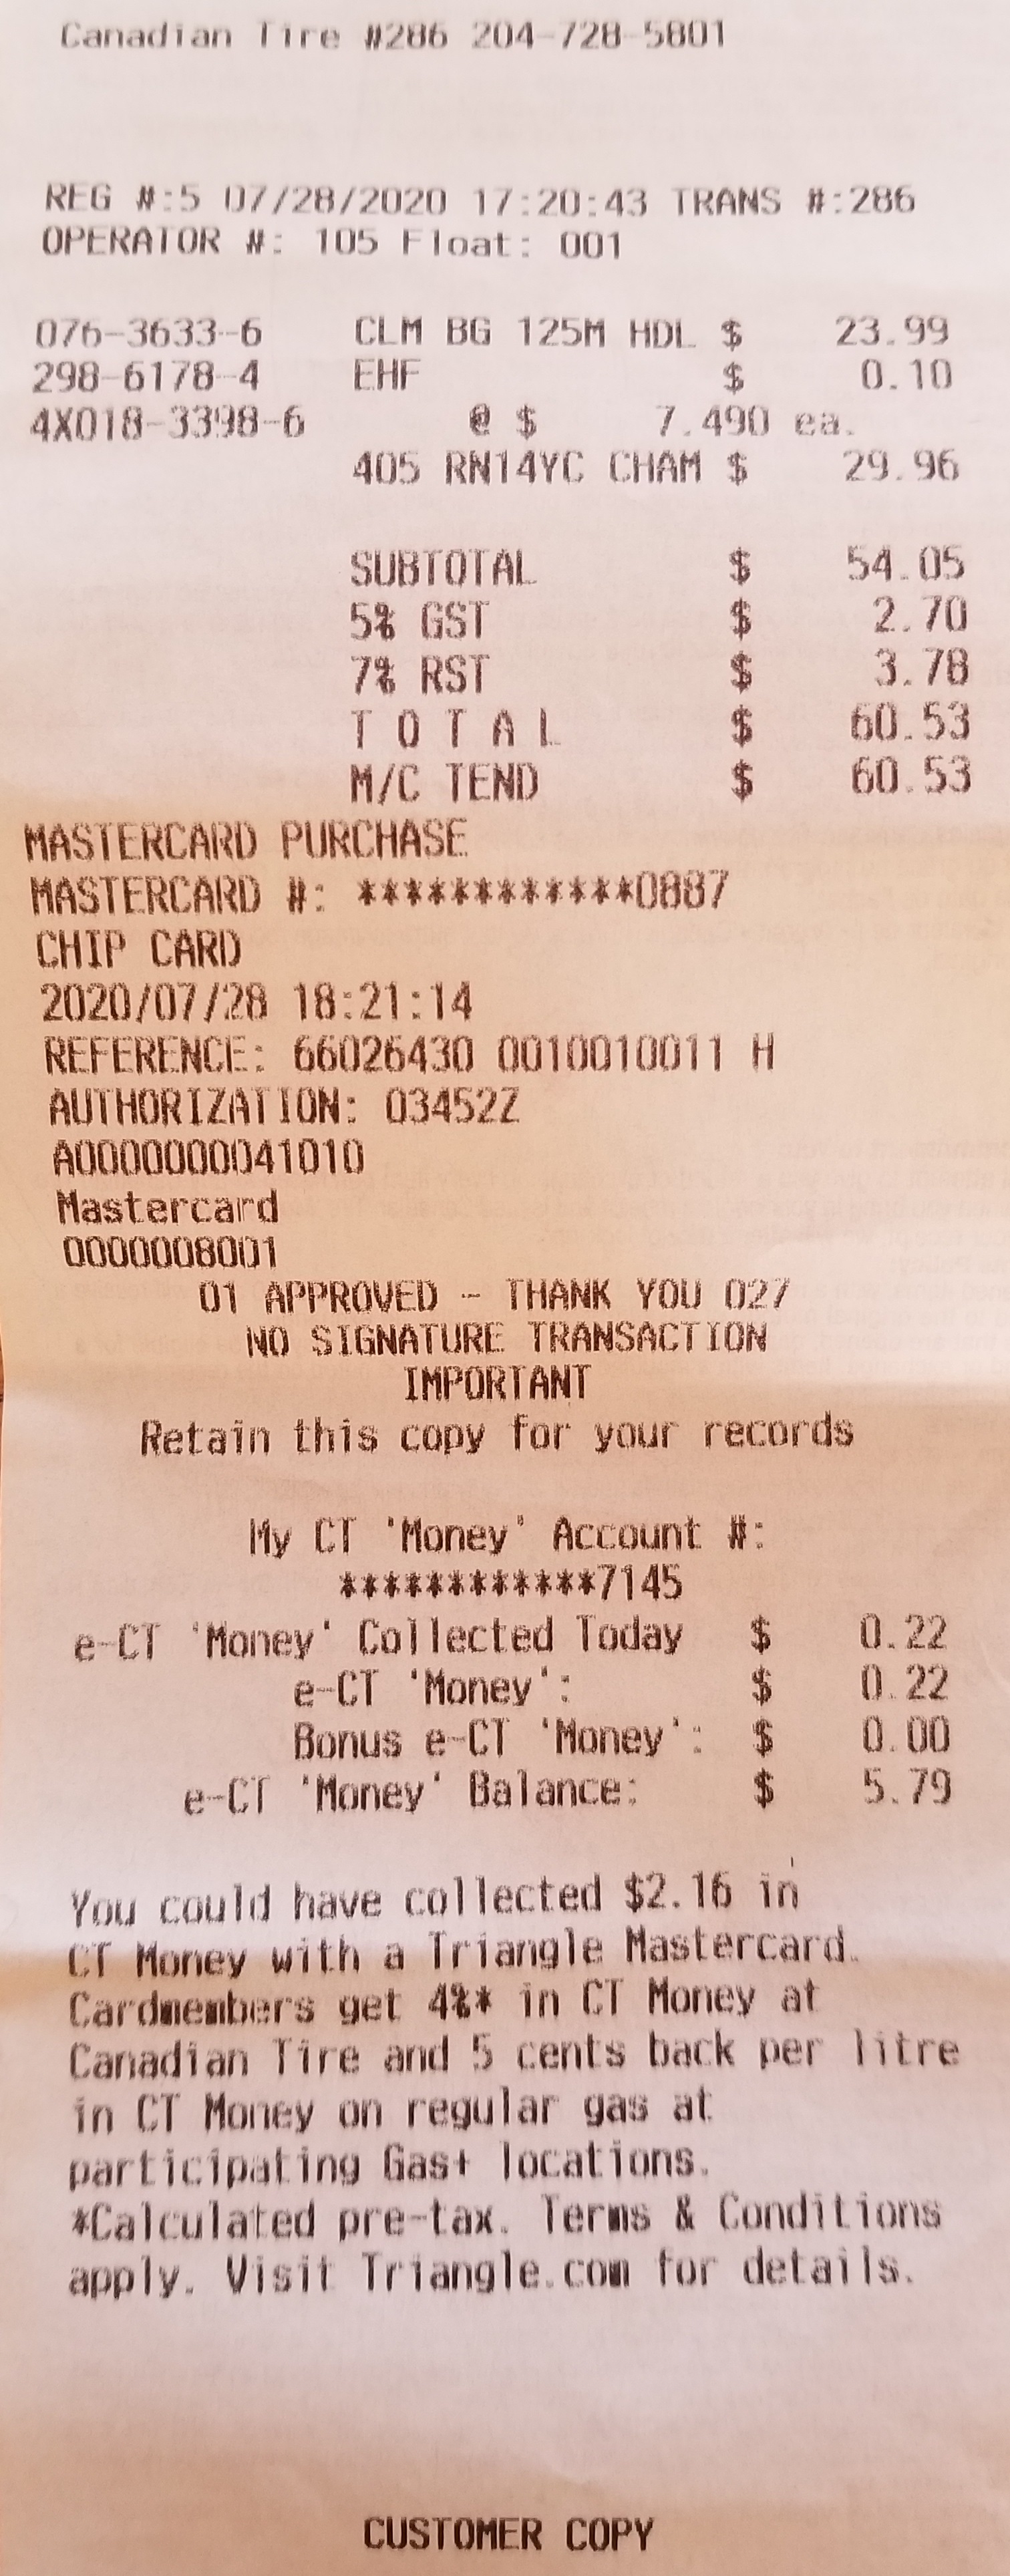 Canadian Tire #286 204-728-5801
REG #:5 07/28/2020 17:20:43 TRANS #:286
OPERATOR #: 105 Float: 001
076-3633-6 CLM BG 125M HDL $ 23.99
298-6178-4 EHF $ 0.10
4X018-3398-6 @ $ 7.490 ea.
405 RN14YC CHAM $ 29.96
SUBTOTAL $ 54.05
5% GST $ 2.70
7% RST $ 3.78
T O T A L $ 60.53
M/C TEND $ 60.53
MASTERCARD PURCHASE
MASTERCARD #: ************0887
CHIP CARD
2020/07/28 18:21:14
REFERENCE: 66026430 0010010011 H
AUTHORIZATION: 03452Z
A0000000041010
Mastercard
0000008001
01 APPROVED - THANK YOU 027
NO SIGNATURE TRANSACTION
IMPORTANT
Retain this copy for your records
My CT 'Money' Account #:
************7145
e-CT 'Money' Collected Today $ 0.22
e-CT 'Money': $ 0.22
Bonus e-CT 'Money': $ 0.00
e-CT 'Money' Balance: $ 5.79
You could have collected $2.16 in
CT Money with a Triangle Mastercard.
Cardmembers get 4%* in CT Money at
Canadian Tire and 5 cents back per litre
in CT Money on regular gas at
participating Gas+ locations.
*Calculated pre-tax. Terms & Conditions
apply. Visit Triangle.com for details.
CUSTOMER COPY